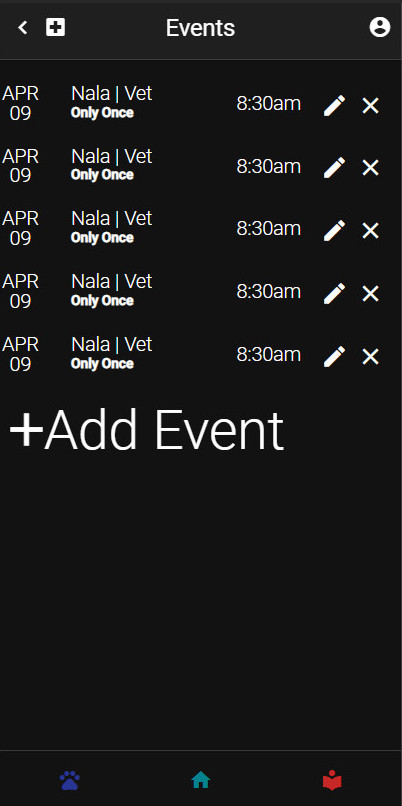 Events
APR
09
Nala | Vet
Only Once
8:30am
APR
09
Nala | Vet
Only Once
8:30am
APR
09
Nala | Vet
Only Once
8:30am
APR
09
Nala | Vet
Only Once
8:30am
APR
09
Nala | Vet
Only Once
8:30am
+Add Event